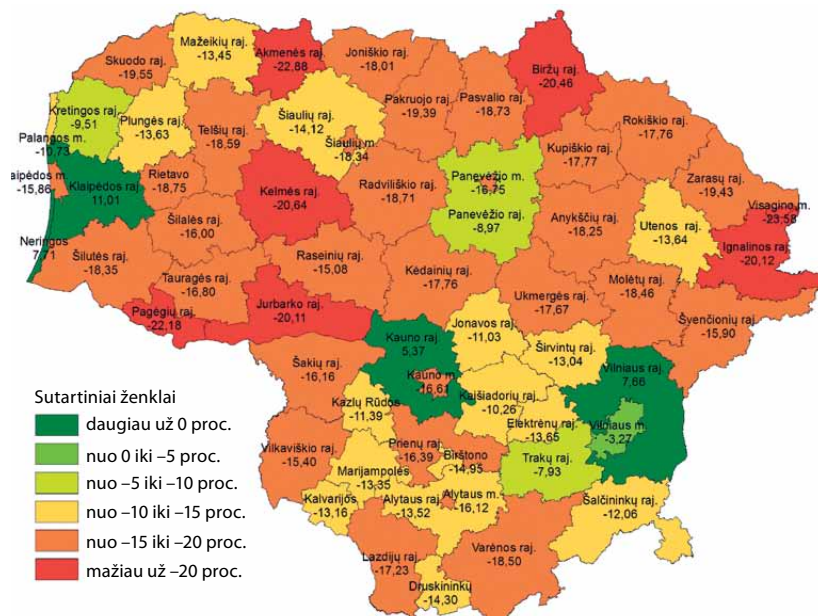 Mažeikių raj.
-13,45
Akmenės raj.
-22,88
Joniškio raj.
-18,01
Skuodo raj.
-19,55
Biržų raj.
-20,46
Kretingos raj.
-9,51
Plungės raj.
-13,63
Telšių raj.
-18,59
Šiaulių raj.
-14,12
Šiaulių m.
-18,34
Pakruojo raj.
-19,39
Pasvalio raj.
-18,73
Rokiškio raj.
-17,76
Kupiškio raj.
-17,77
Palangos m.
-10,73
laipėdos m.
-15,86
Klaipėdos raj.
11,01
Rietavo
-18,75
Kelmės raj.
-20,64
Radviliškio raj.
-18,71
Panevėžio m.
-16,75
Panevėžio raj.
-8,97
Anykščių raj.
-18,25
Zarasų raj.
-19,43
Visagino m.
-23,58
Utenos raj.
-13,64
Ignalinos raj.
-20,12
Neringos
7,71
Šilutės raj.
-18,35
Šilalės raj.
-16,00
Tauragės raj.
-16,80
Raseinių raj.
-15,08
Kėdainių raj.
-17,76
Ukmergės raj.
-17,67
Molėtų raj.
-18,46
Švenčionių raj.
-15,90
Pagėgių raj.
-22,18
Jurbarko raj.
-20,11
Kauno raj.
5,37
Jonavos raj.
-11,03
Širvintų raj.
-13,04
Vilniaus raj.
7,66
Šakių raj.
-16,16
Kauno m.
-16,61
Kaišiadorių raj.
-10,26
Kazlų Rūdos
-11,39
Elektrėnų raj.
-13,65
Vilniaus m.
-3,27
Vilkaviškio raj.
-15,40
Prienų raj.
-16,39
Birštono
-14,95
Trakų raj.
-7,93
Marijampolės
-13,35
Kalvarijos
-13,16
Alytaus raj.
-13,52
Alytaus m.
-16,12
Šalčininkų raj.
-12,06
Lazdijų raj.
-17,23
Varėnos raj.
-18,50
Druskininkų
-14,30
Sutartiniai ženklai
daugiau už 0 proc.
nuo 0 iki –5 proc.
nuo –5 iki –10 proc.
nuo –10 iki –15 proc.
nuo –15 iki –20 proc.
mažiau už –20 proc.